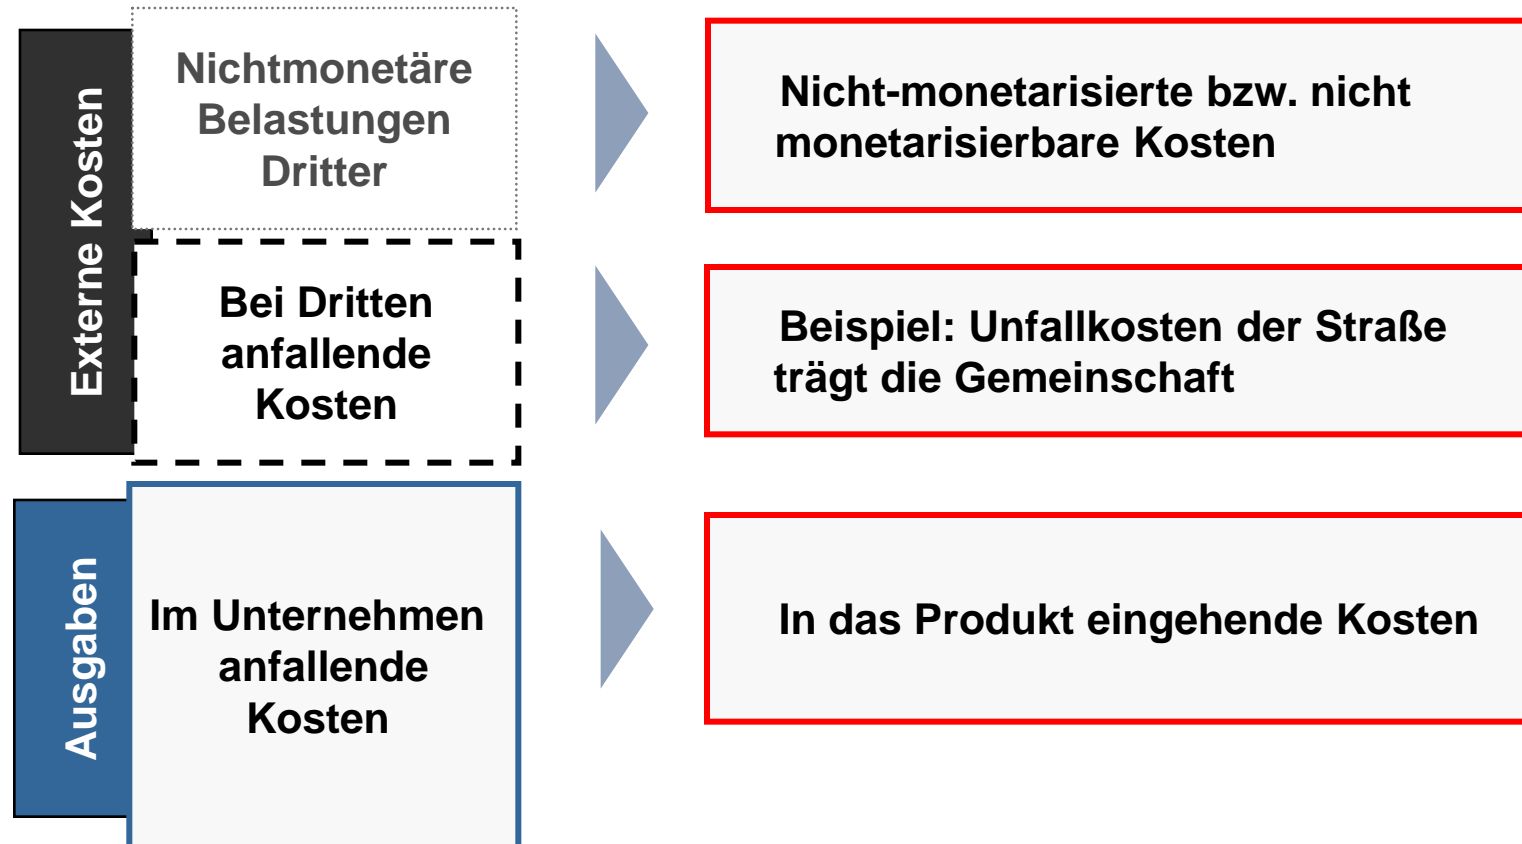 Externe Kosten
Nichtmonetäre
Belastungen
Dritter
Nicht-monetarisierte bzw. nicht
monetarisierbare Kosten
Bei Dritten
anfallende
Kosten
Beispiel: Unfallkosten der Straße
trägt die Gemeinschaft
Ausgaben
Im Unternehmen
anfallende
Kosten
In das Produkt eingehende Kosten